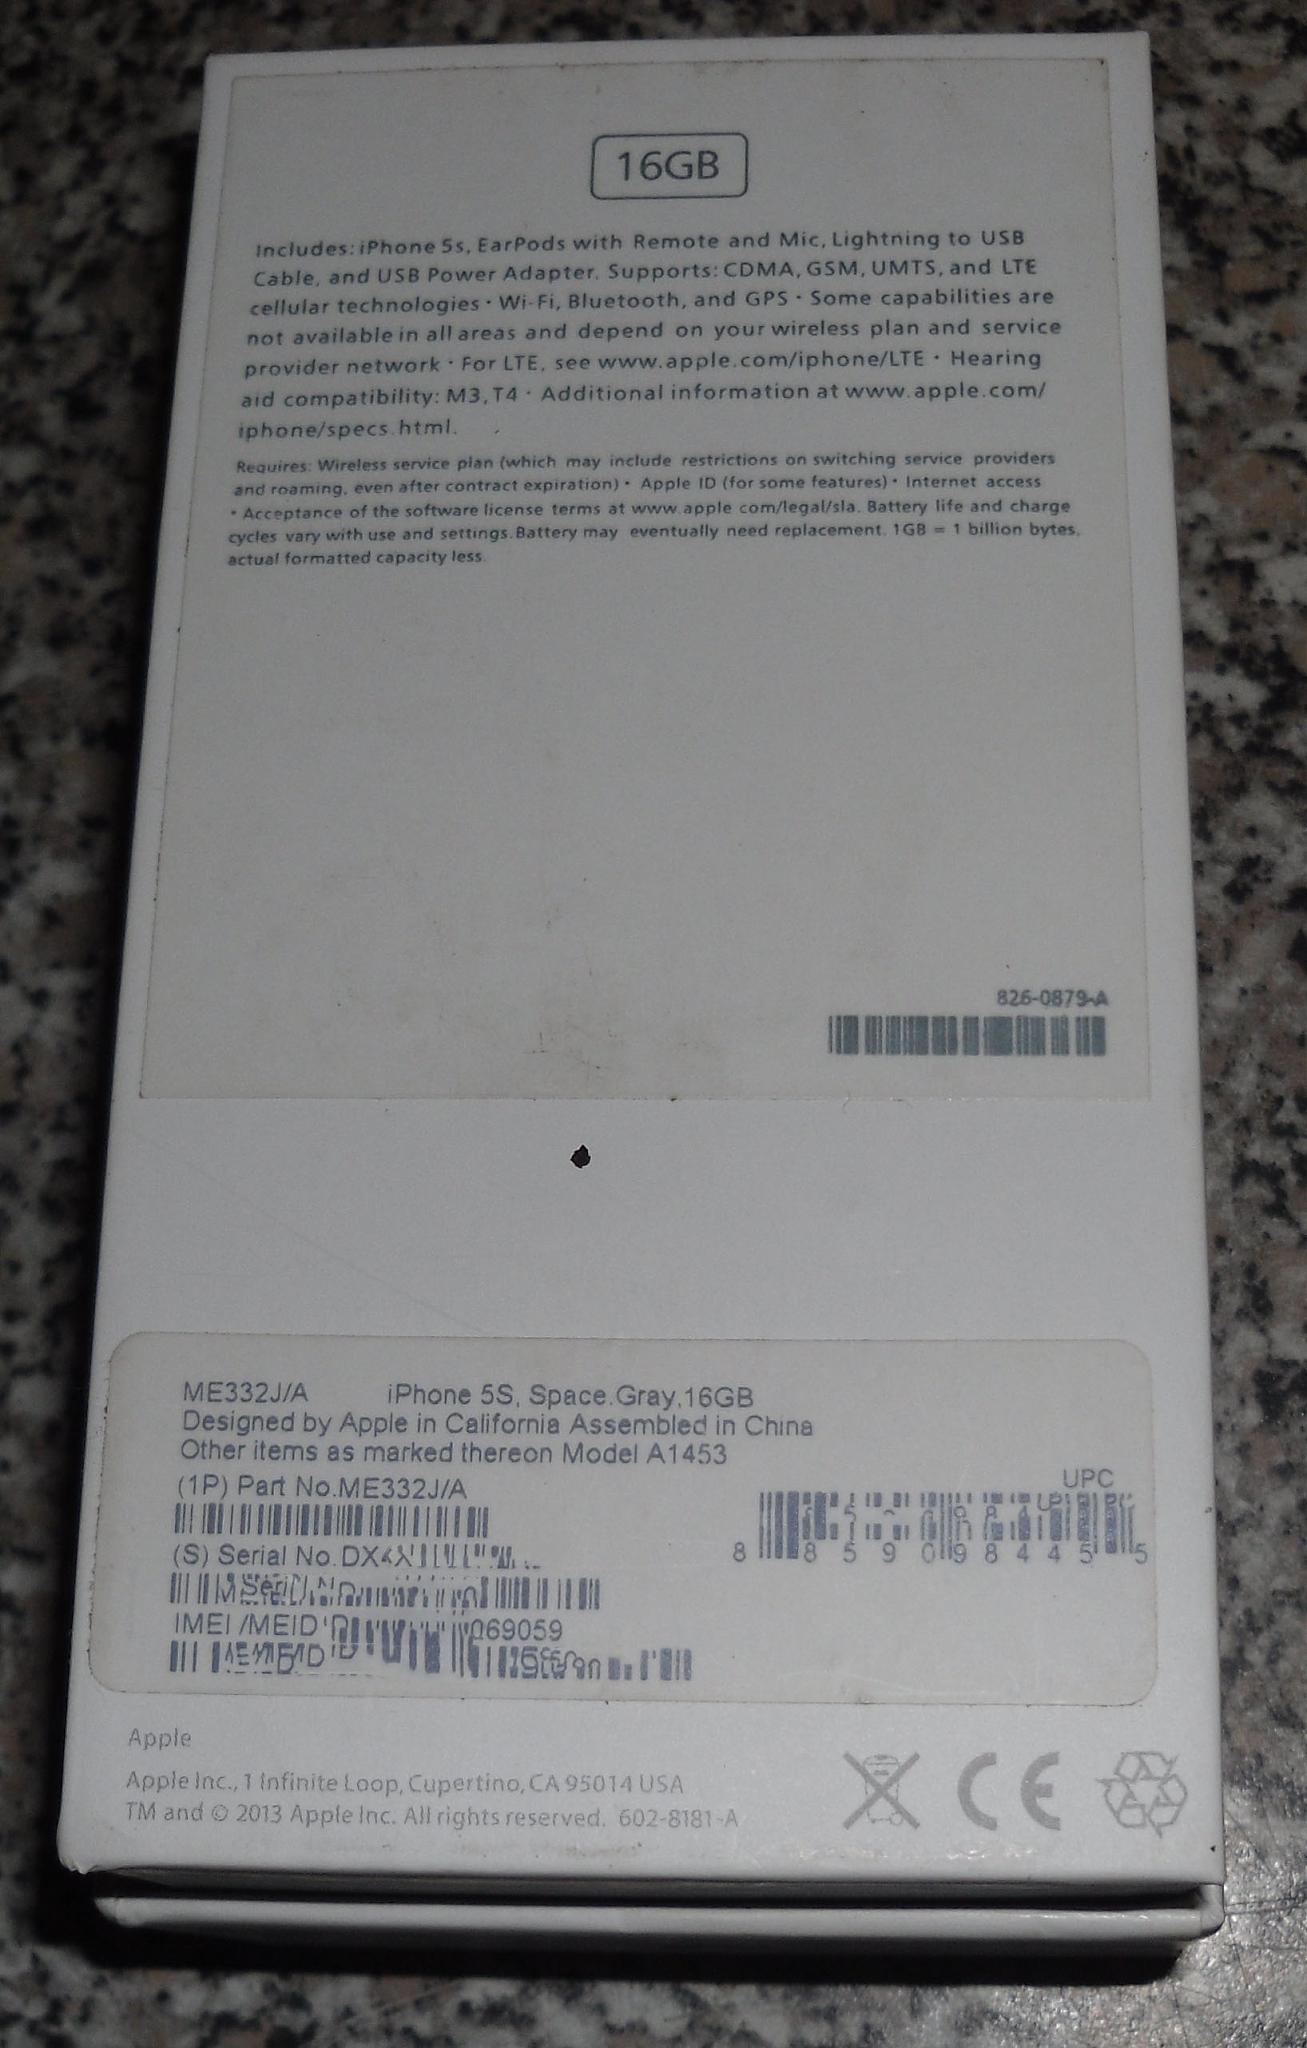 16GB
Includes: iPhone 5s, EarPods with Remote and Mic, Lightning to USB
Cable, and USB Power Adapter. Supports: CDMA, GSM, UMTS, and LTE
cellular technologies • Wi-Fi, Bluetooth, and GPS • Some capabilities are
not available in all areas and depend on your wireless plan and service
provider network • For LTE, see www.apple.com/iphone/LTE • Hearing
aid compatibility: M3, T4 • Additional information at www.apple.com/
iphone/specs.html.
Requires: Wireless service plan (which may include restrictions on switching service providers
and roaming, even after contract expiration) • Apple ID (for some features) • Internet access
• Acceptance of the software license terms at www.apple.com/legal/sla. Battery life and charge
cycles vary with use and settings. Battery may eventually need replacement. 1GB = 1 billion bytes,
actual formatted capacity less.
826-0879-A
ME332J/A iPhone 5S, Space.Gray,16GB
Designed by Apple in California Assembled in China
Other items as marked thereon Model A1453
(1P) Part No.ME332J/A
UPC
8 85909 8445 5
(S) Serial No.
IMEI /MEID 069059
Apple
Apple Inc., 1 Infinite Loop, Cupertino, CA 95014 USA
TM and © 2013 Apple Inc. All rights reserved. 602-8181-A
CE